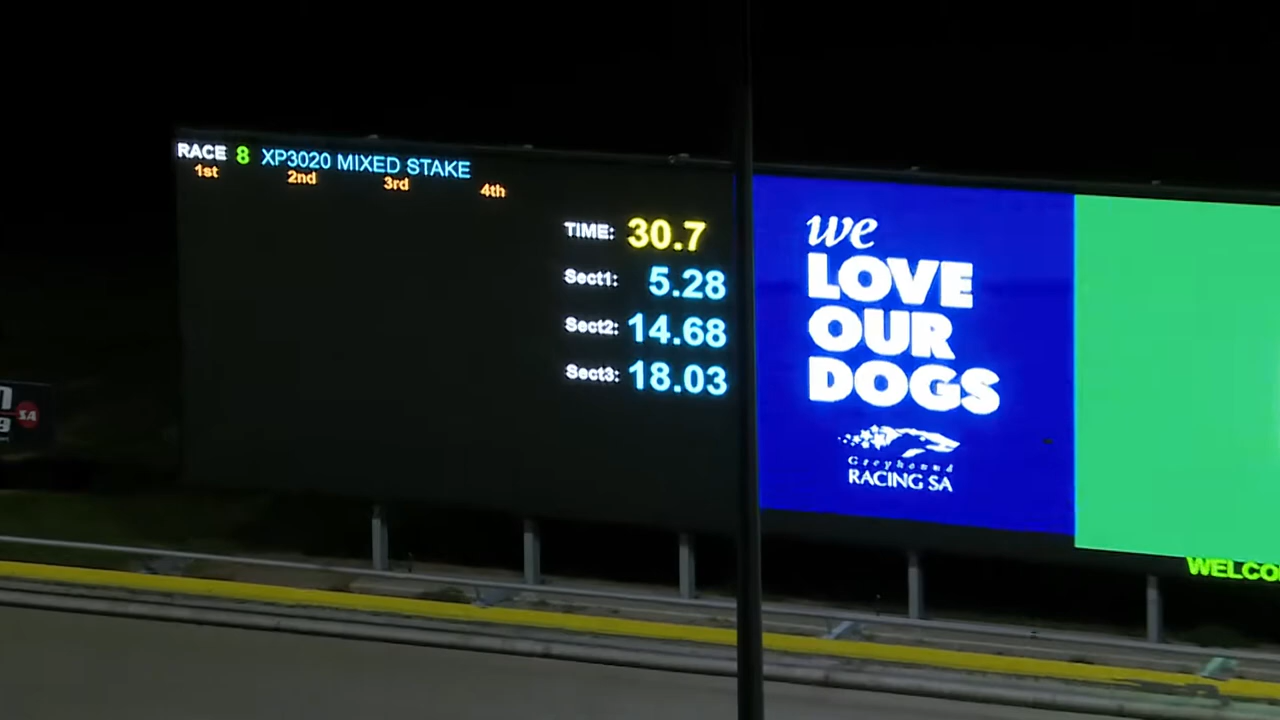 RACE 8 XP3020 MIXED STAKE
1st 2nd 3rd 4th
TIME: 30.7
Sect1: 5.28
Sect2: 14.68
Sect3: 18.03
we
LOVE
OUR
DOGS
Greyhound
RACING SA
SA